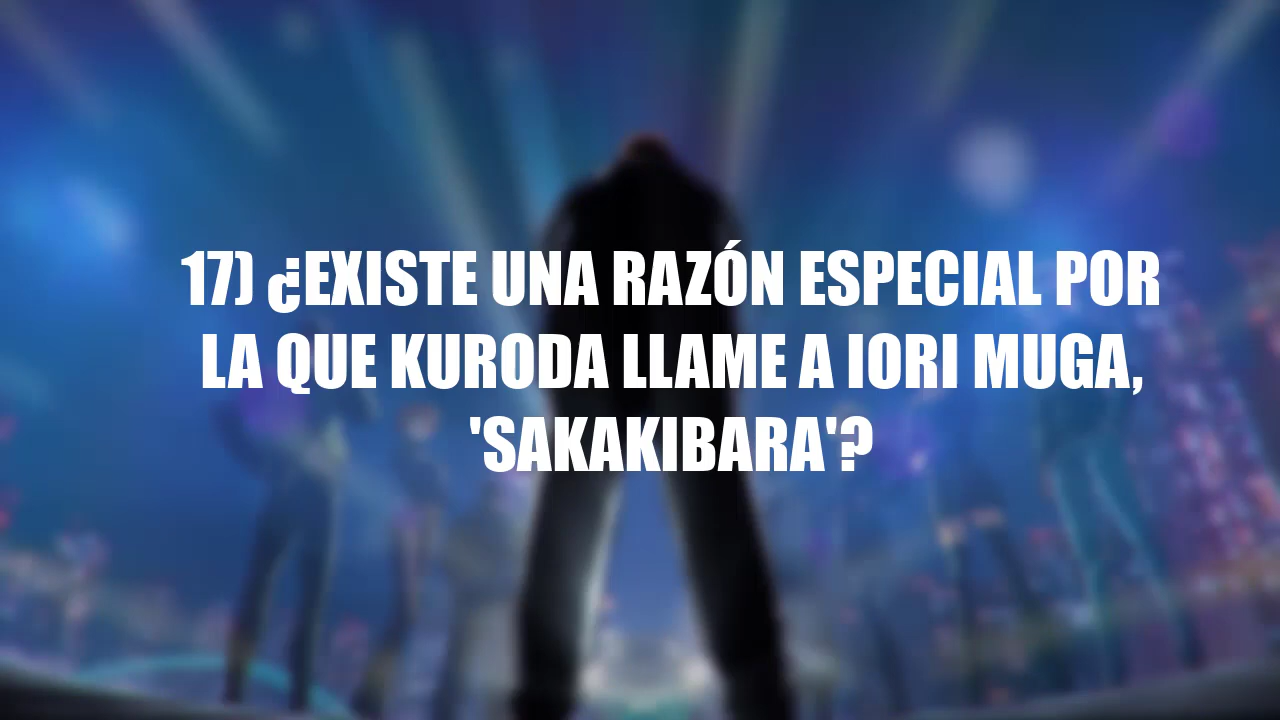 17) ¿EXISTE UNA RAZÓN ESPECIAL POR
LA QUE KURODA LLAME A IORI MUGA,
'SAKAKIBARA'?